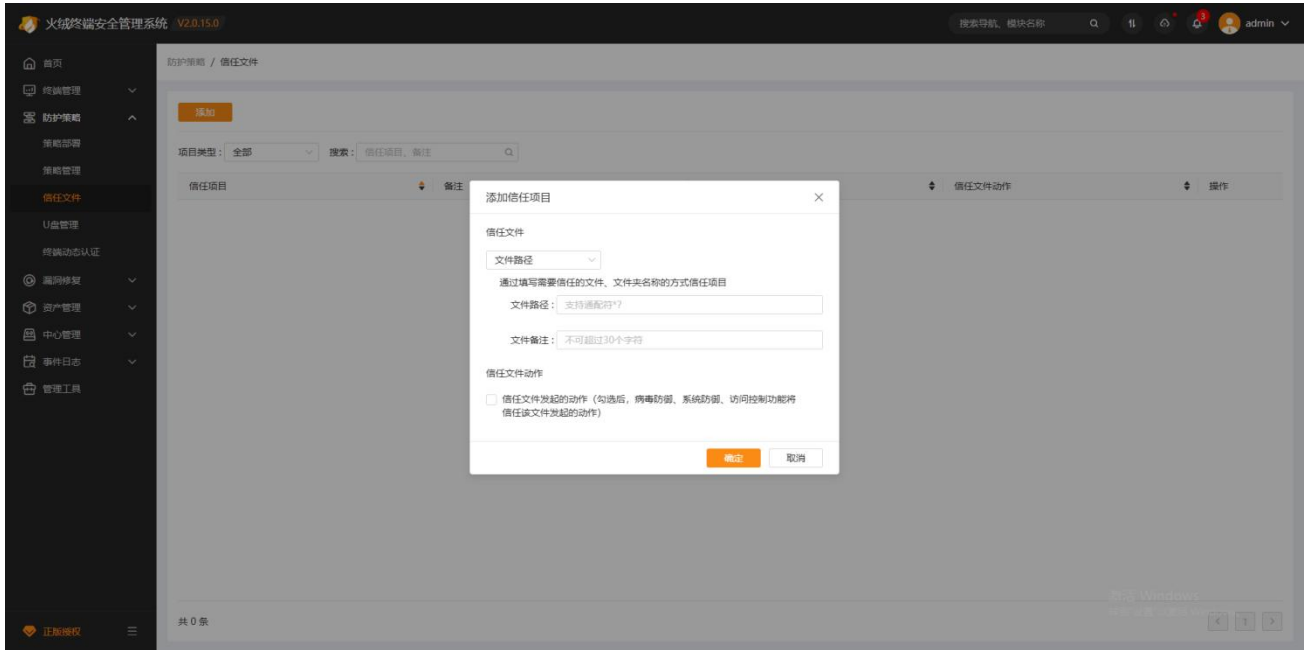 火绒终端安全管理系统 V2.0.15.0
搜索导航、模块名称
3
admin
首页
终端管理
防护策略
策略部署
策略管理
信任文件
U盘管理
终端动态认证
漏洞修复
资产管理
中心管理
事件日志
管理工具
正版授权
防护策略 / 信任文件
添加
项目类型： 全部 搜索： 信任项目、备注
信任项目 备注 信任文件动作 操作
添加信任项目
信任文件
文件路径
通过填写需要信任的文件、文件夹名称的方式信任项目
文件路径： 支持通配符*?
文件备注： 不可超过30个字符
信任文件动作
信任文件发起的动作（勾选后，病毒防御、系统防御、访问控制功能将
信任该文件发起的动作）
确定 取消
激活 Windows
共 0 条
1